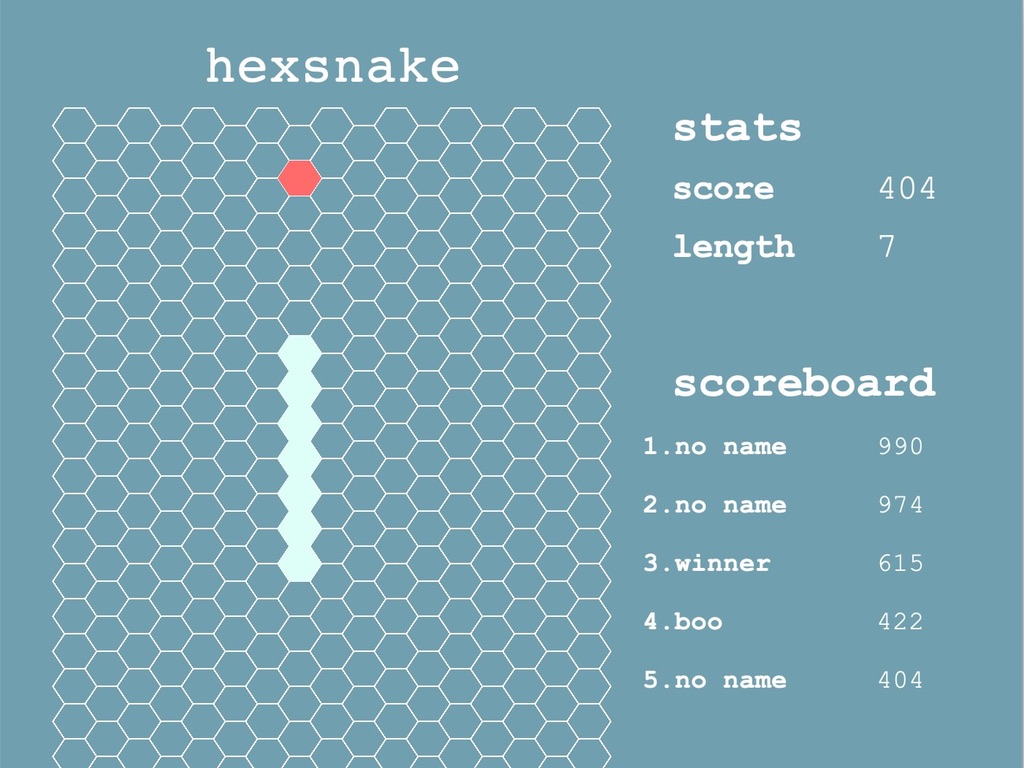 hexsnake
stats
score 404
length 7
scoreboard
1.no name 990
2.no name 974
3.winner 615
4.boo 422
5.no name 404